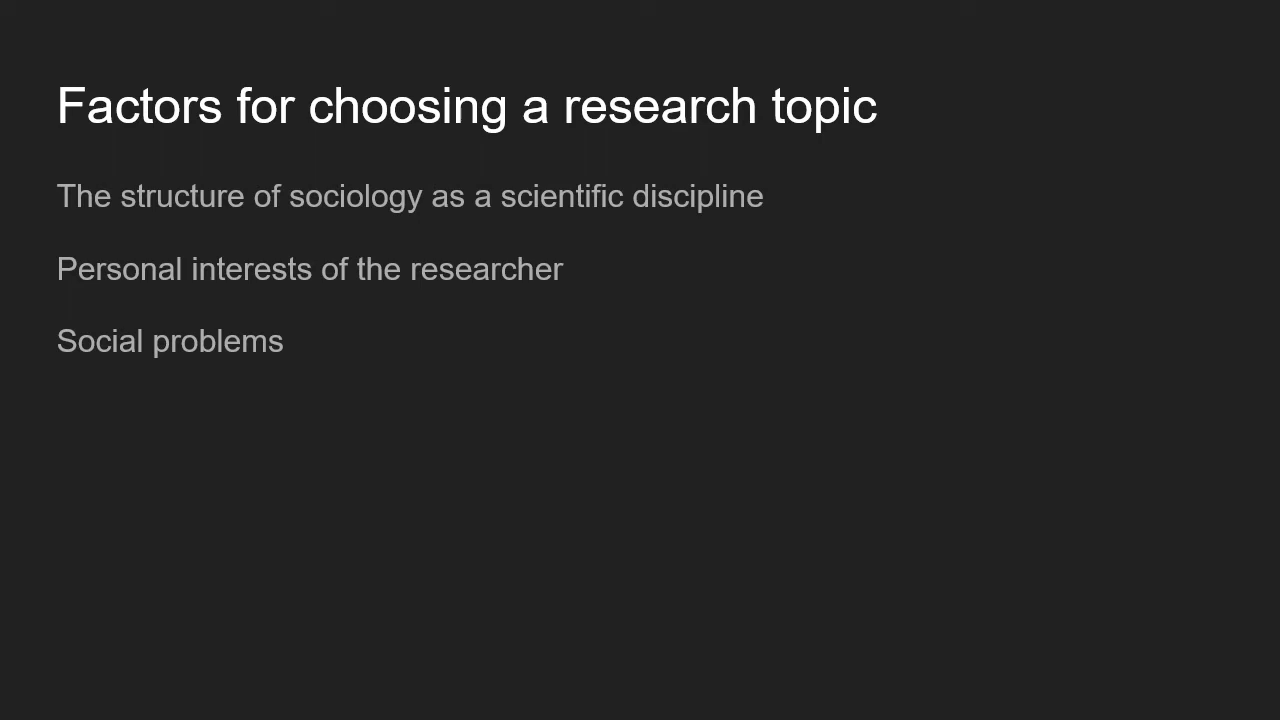 Factors for choosing a research topic
The structure of sociology as a scientific discipline
Personal interests of the researcher
Social problems